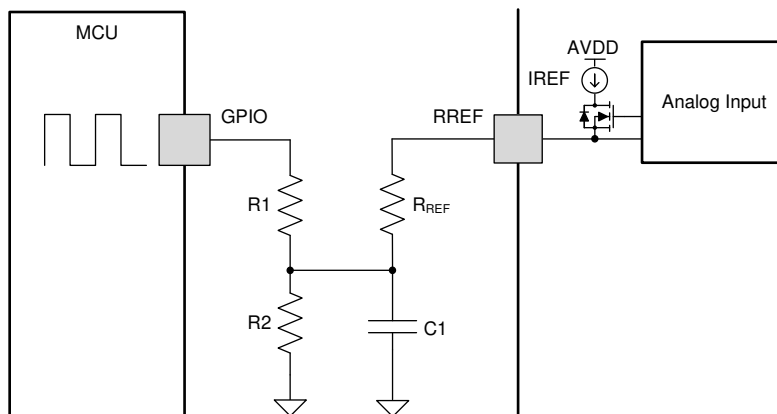 MCU
AVDD
IREF
GPIO
RREF
Analog Input
R1
RREF
R2
C1